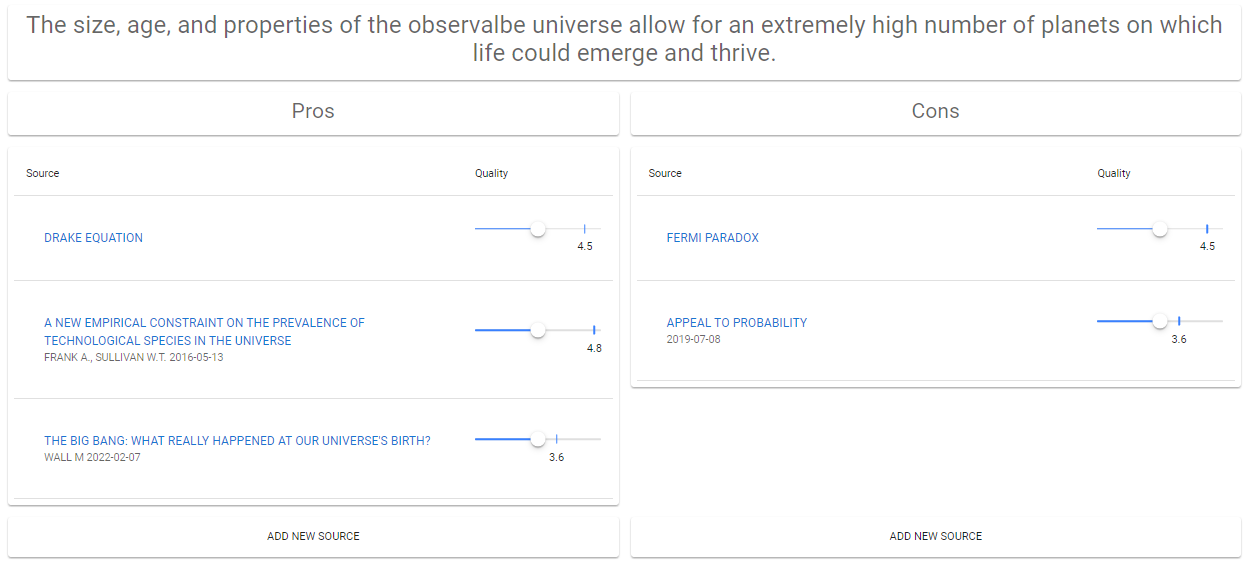 The size, age, and properties of the observalbe universe allow for an extremely high number of planets on which
life could emerge and thrive.
Pros
Source
Quality
DRAKE EQUATION
4.5
A NEW EMPIRICAL CONSTRAINT ON THE PREVALENCE OF
TECHNOLOGICAL SPECIES IN THE UNIVERSE
FRANK A., SULLIVAN W.T. 2016-05-13
4.8
THE BIG BANG: WHAT REALLY HAPPENED AT OUR UNIVERSE'S BIRTH?
WALL M 2022-02-07
3.6
ADD NEW SOURCE
Cons
Source
Quality
FERMI PARADOX
4.5
APPEAL TO PROBABILITY
2019-07-08
3.6
ADD NEW SOURCE